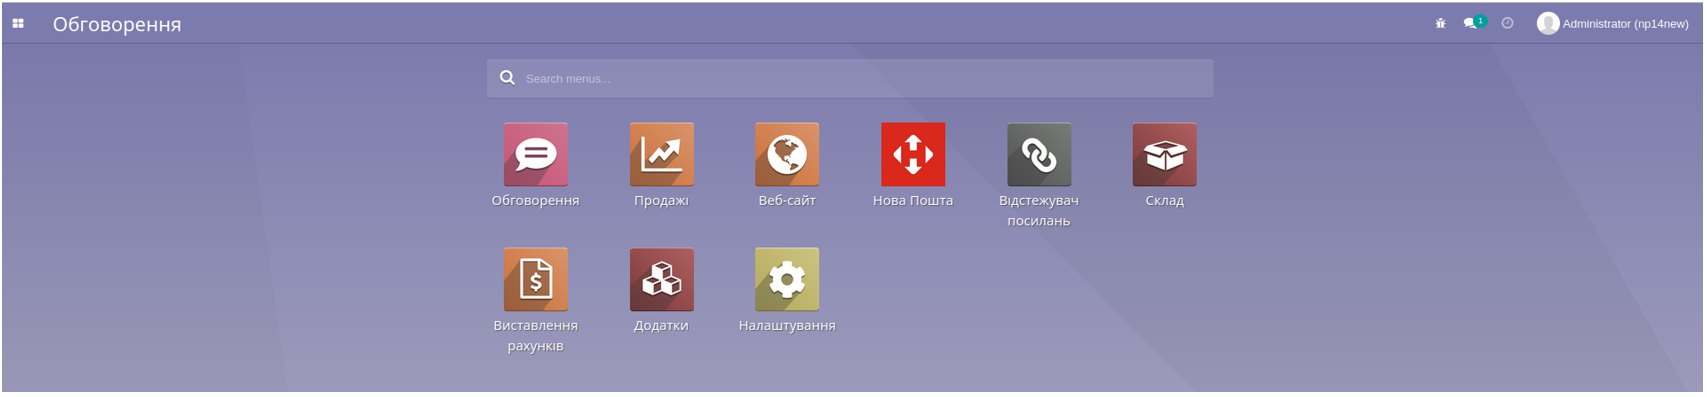 Обговорення
1
Administrator (np14new)
Search menus...
Обговорення
Продажі
Веб-сайт
Нова Пошта
Відстежувач
посилань
Склад
Виставлення
рахунків
Додатки
Налаштування